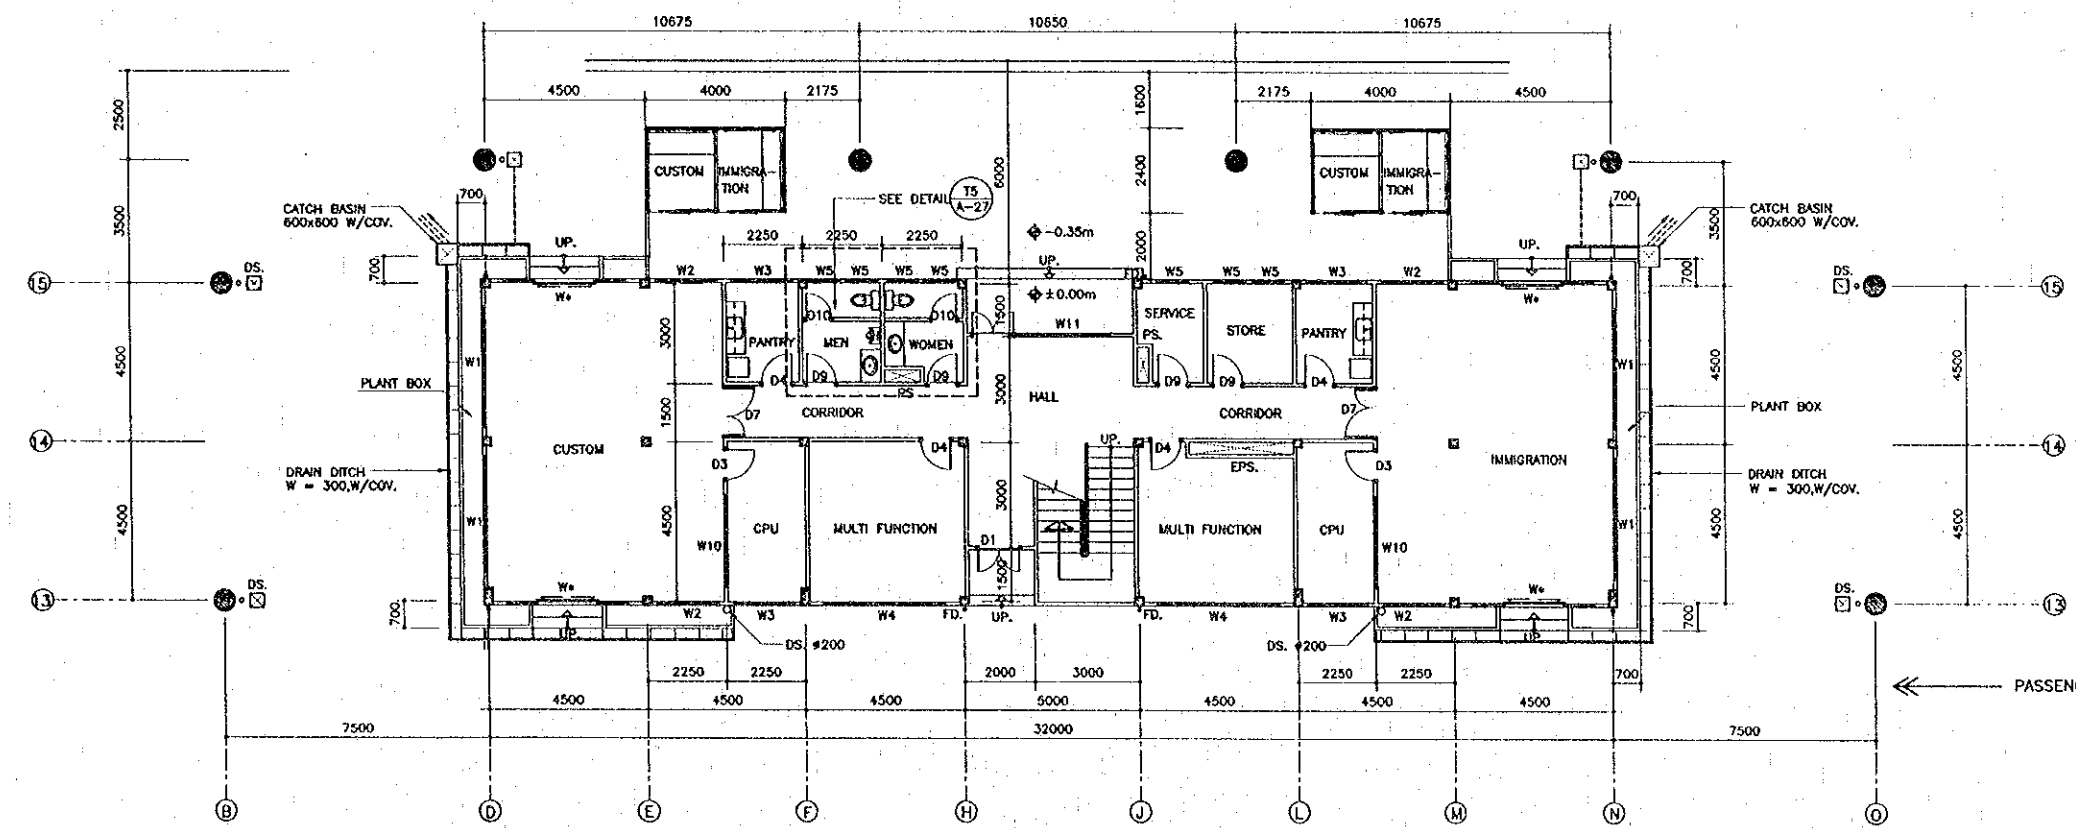 10675 10650 10675
4500 4000 2175 2175 4000 4500
2500 1600
CUSTOM IMMIGRA-
TION
6000 2400
CUSTOM IMMIGRA-
TION
SEE DETAIL T5
A-27
700 700
CATCH BASIN
600x600 W/COV.
CATCH BASIN
600x600 W/COV.
3500 2250 2250 2250 -0.35m 2000 3500
UP. UP. UP.
700 W2 W3 W5 W5 W5 W5 W5 W5 W5 W3 W2 700
15 DS. DS. 15
W* ±0.00m W*
1500
D10 D10 W11 SERVICE
PS.
STORE
3000 PANTRY MEN WOMEN PANTRY
4500 W1 W1 4500 4500
D4 D9 D9 D9 D9 D4
PS
PLANT BOX PLANT BOX
3000 HALL
1500 D7 CORRIDOR CORRIDOR D7
14 14
UP.
CUSTOM D3 D4 D4 EPS. D3 IMMIGRATION
DRAIN DITCH
W = 300,W/COV.
DRAIN DITCH
W = 300,W/COV.
3000
4500 W1 4500 CPU MULTI FUNCTION MULTI FUNCTION CPU W1 4500 4500
W10 D1 W10
1500
DS. W* W* DS.
13 13
700 W2 W3 W4 FD. UP. FD. W4 W3 W2 700
UP. UP
DS. φ200 DS. φ200
2250 2250 2000 3000 2250 2250 700
PASSEN
4500 4500 4500 5000 4500 4500 4500
7500 32000 7500
B D E F H J L M N O